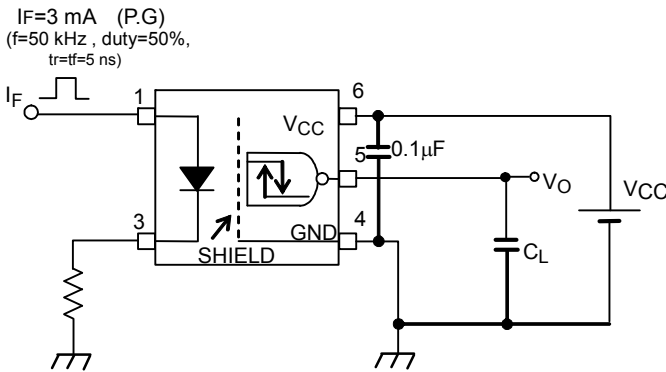 IF=3 mA (P.G)
(f=50 kHz , duty=50%,
tr=tf=5 ns)
IF
1
6
VCC
5
0.1μF
VO
VCC
3
GND
4
SHIELD
CL